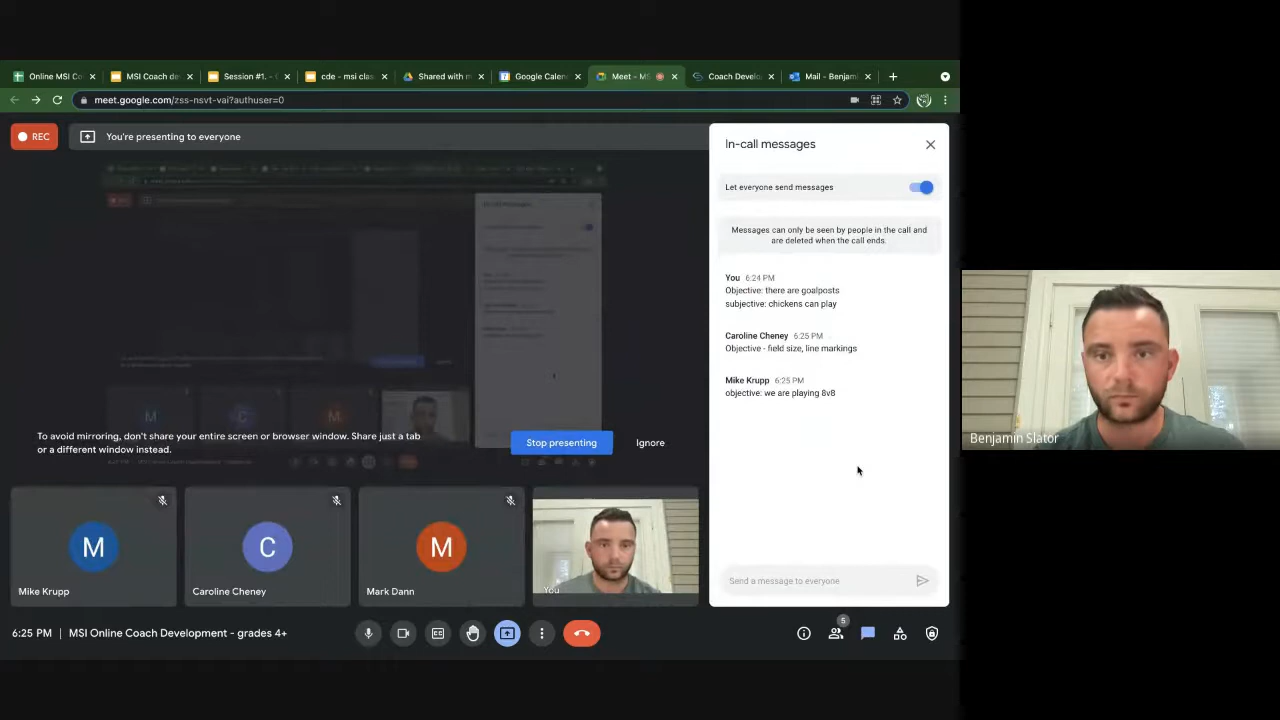 Online MSI Co
MSI Coach de
Session #1. -
cde - msi clas
Shared with m
Google Calen
Meet – MS
Coach Develo
Mail - Benjami
meet.google.com/zss-nsvt-vai?authuser=0
REC
You're presenting to everyone
In-call messages
Let everyone send messages
Messages can only be seen by people in the call and
are deleted when the call ends.
You 6:24 PM
Objective: there are goalposts
subjective: chickens can play
Caroline Cheney 6:25 PM
Objective - field size, line markings
Mike Krupp 6:25 PM
objective: we are playing 8v8
To avoid mirroring, don't share your entire screen or browser window. Share just a tab
or a different window instead.
Stop presenting
Ignore
Benjamin Slator
M
C
M
Mike Krupp
Caroline Cheney
Mark Dann
You
Send a message to everyone
6:25 PM | MSI Online Coach Development - grades 4+
5